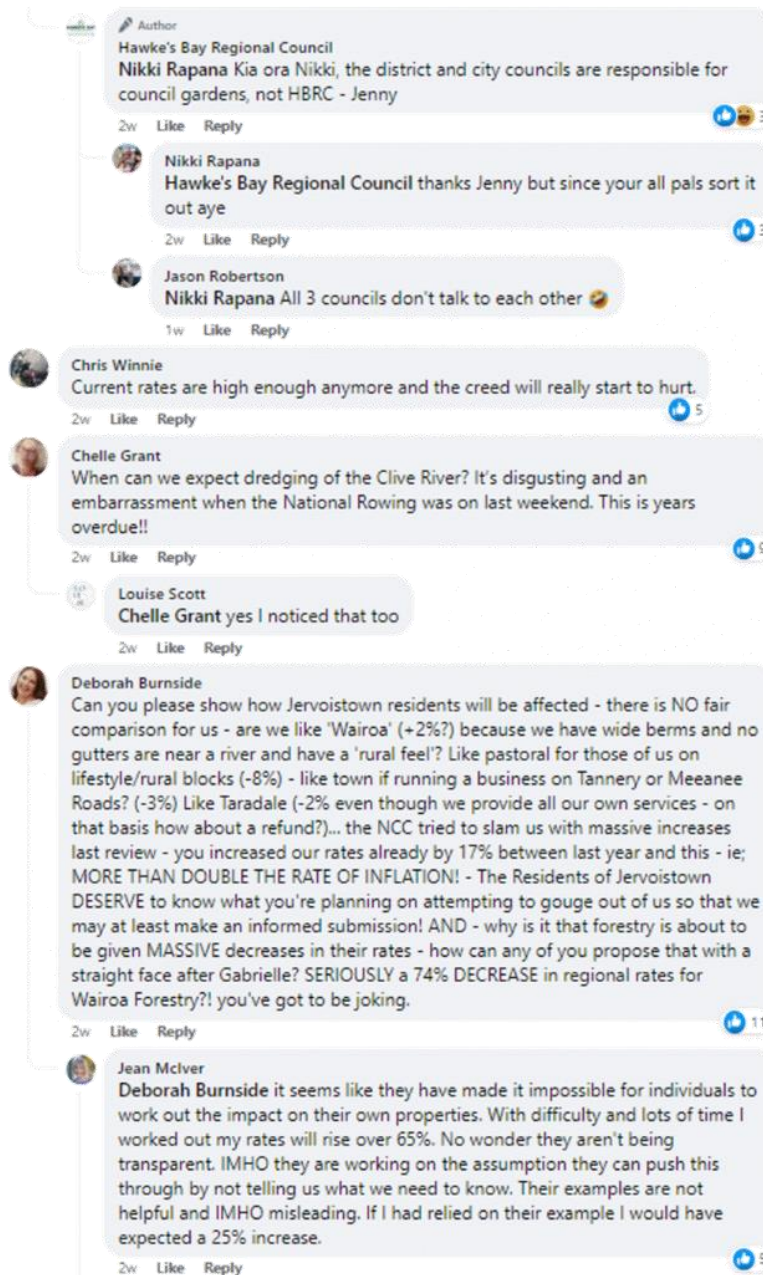 Author
Hawke's Bay Regional Council
Nikki Rapana Kia ora Nikki, the district and city councils are responsible for
council gardens, not HBRC - Jenny
3
2w Like Reply
Nikki Rapana
Hawke's Bay Regional Council thanks Jenny but since your all pals sort it
out aye
3
2w Like Reply
Jason Robertson
Nikki Rapana All 3 councils don't talk to each other 🤣
1w Like Reply
Chris Winnie
Current rates are high enough anymore and the creed will really start to hurt.
5
2w Like Reply
Chelle Grant
When can we expect dredging of the Clive River? It's disgusting and an
embarrassment when the National Rowing was on last weekend. This is years
overdue!!
9
2w Like Reply
Louise Scott
Chelle Grant yes I noticed that too
2w Like Reply
Deborah Burnside
Can you please show how Jervoistown residents will be affected - there is NO fair
comparison for us - are we like 'Wairoa' (+2%?) because we have wide berms and no
gutters are near a river and have a 'rural feel'? Like pastoral for those of us on
lifestyle/rural blocks (-8%) - like town if running a business on Tannery or Meeanee
Roads? (-3%) Like Taradale (-2% even though we provide all our own services - on
that basis how about a refund?)... the NCC tried to slam us with massive increases
last review - you increased our rates already by 17% between last year and this - ie;
MORE THAN DOUBLE THE RATE OF INFLATION! - The Residents of Jervoistown
DESERVE to know what you're planning on attempting to gouge out of us so that we
may at least make an informed submission! AND - why is it that forestry is about to
be given MASSIVE decreases in their rates - how can any of you propose that with a
straight face after Gabrielle? SERIOUSLY a 74% DECREASE in regional rates for
Wairoa Forestry?! you've got to be joking.
11
2w Like Reply
Jean McIver
Deborah Burnside it seems like they have made it impossible for individuals to
work out the impact on their own properties. With difficulty and lots of time I
worked out my rates will rise over 65%. No wonder they aren't being
transparent. IMHO they are working on the assumption they can push this
through by not telling us what we need to know. Their examples are not
helpful and IMHO misleading. If I had relied on their example I would have
expected a 25% increase.
5
2w Like Reply